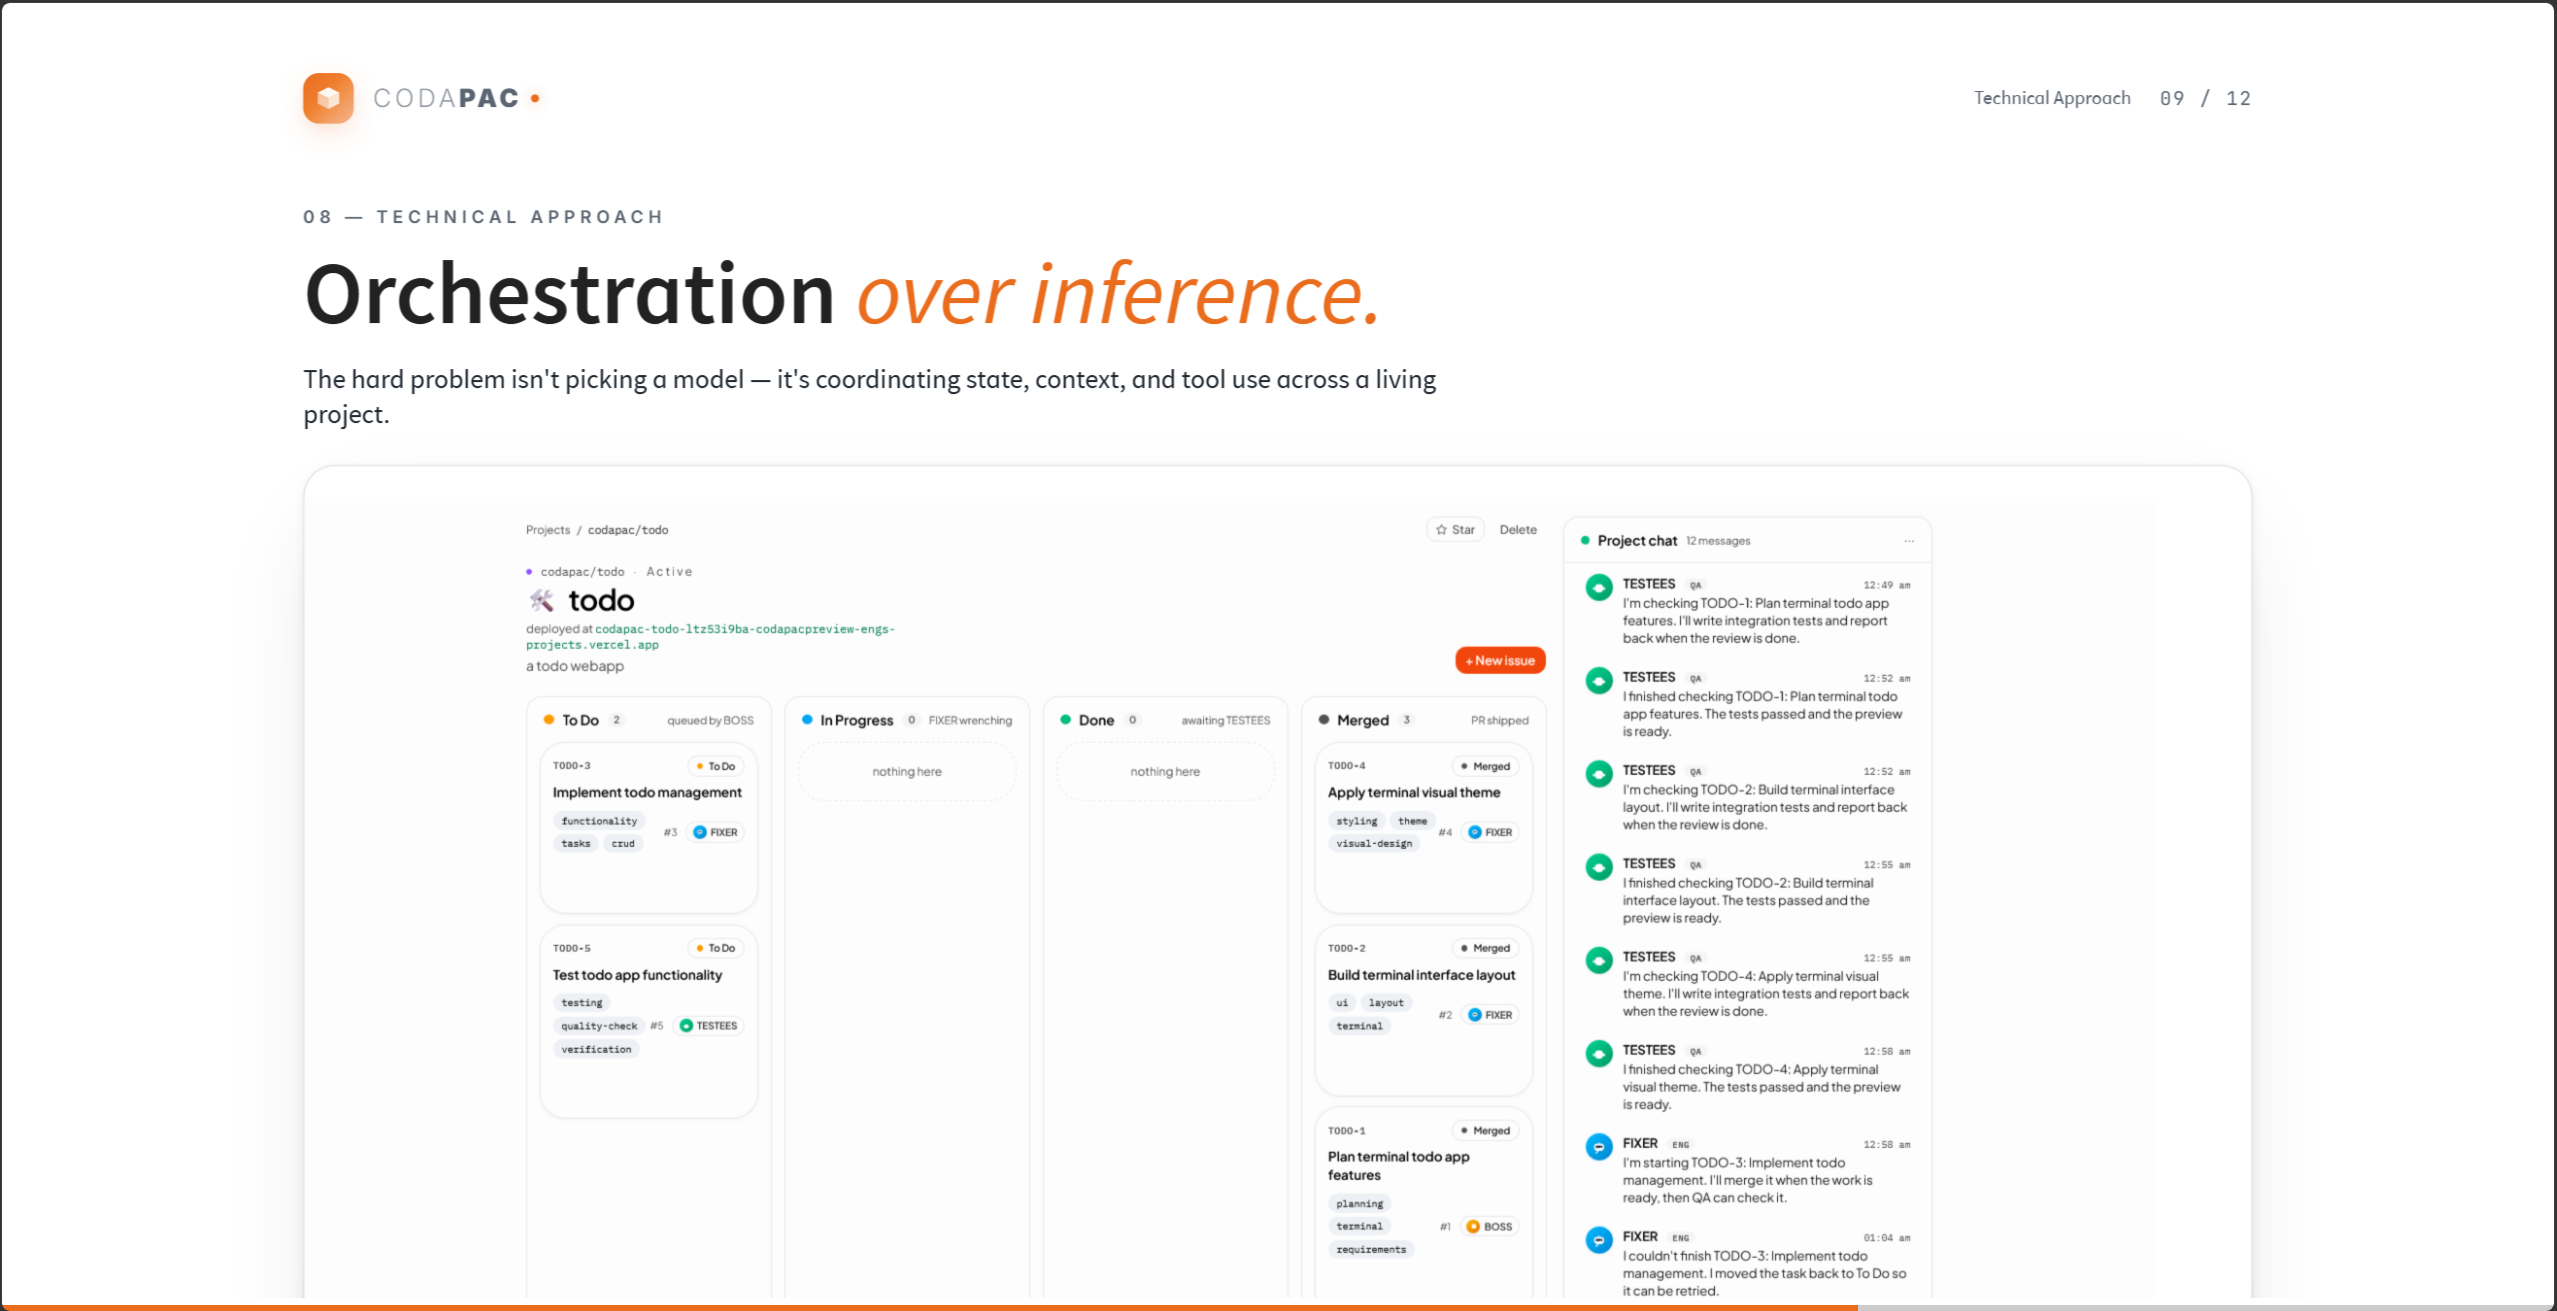 CODAPAC
Technical Approach 09 / 12
08 — TECHNICAL APPROACH
Orchestration over inference.
The hard problem isn't picking a model — it's coordinating state, context, and tool use across a living
project.
Projects / codapac/todo
Star Delete
codapac/todo · Active
todo
deployed at codapac-todo-ltz53i9ba-codapacpreview-engs-
projects.vercel.app
a todo webapp
+ New issue
To Do 2 queued by BOSS
TODO-3 To Do
Implement todo management
functionality
tasks crud
#3 FIXER
TODO-5 To Do
Test todo app functionality
testing
quality-check #5 TESTEES
verification
In Progress 0 FIXER wrenching
nothing here
Done 0 awaiting TESTEES
nothing here
Merged 3 PR shipped
TODO-4 Merged
Apply terminal visual theme
styling theme
visual-design
#4 FIXER
TODO-2 Merged
Build terminal interface layout
ui layout
terminal
#2 FIXER
TODO-1 Merged
Plan terminal todo app
features
planning
terminal #1 BOSS
requirements
Project chat 12 messages ...
TESTEES QA 12:49 am
I'm checking TODO-1: Plan terminal todo app
features. I'll write integration tests and report
back when the review is done.
TESTEES QA 12:52 am
I finished checking TODO-1: Plan terminal todo
app features. The tests passed and the preview
is ready.
TESTEES QA 12:52 am
I'm checking TODO-2: Build terminal interface
layout. I'll write integration tests and report back
when the review is done.
TESTEES QA 12:55 am
I finished checking TODO-2: Build terminal
interface layout. The tests passed and the
preview is ready.
TESTEES QA 12:55 am
I'm checking TODO-4: Apply terminal visual
theme. I'll write integration tests and report back
when the review is done.
TESTEES QA 12:58 am
I finished checking TODO-4: Apply terminal
visual theme. The tests passed and the preview
is ready.
FIXER ENG 12:58 am
I'm starting TODO-3: Implement todo
management. I'll merge it when the work is
ready, then QA can check it.
FIXER ENG 01:04 am
I couldn't finish TODO-3: Implement todo
management. I moved the task back to To Do so
it can be retried.